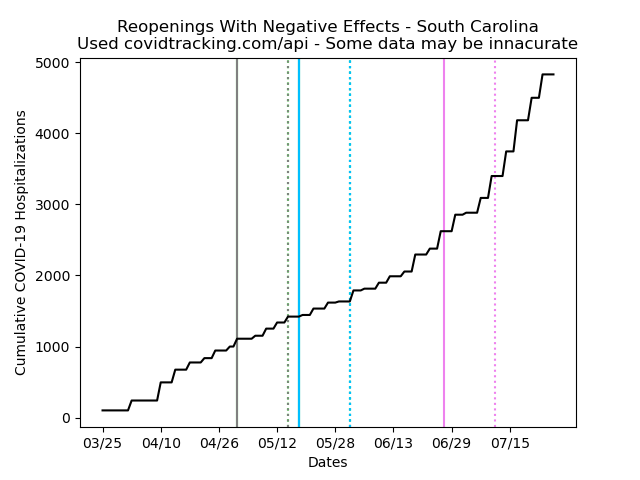 Reopenings With Negative Effects - South Carolina
Used covidtracking.com/api - Some data may be innacurate
Cumulative COVID-19 Hospitalizations
5000
4000
3000
2000
1000
0
03/25 04/10 04/26 05/12 05/28 06/13 06/29 07/15
Dates